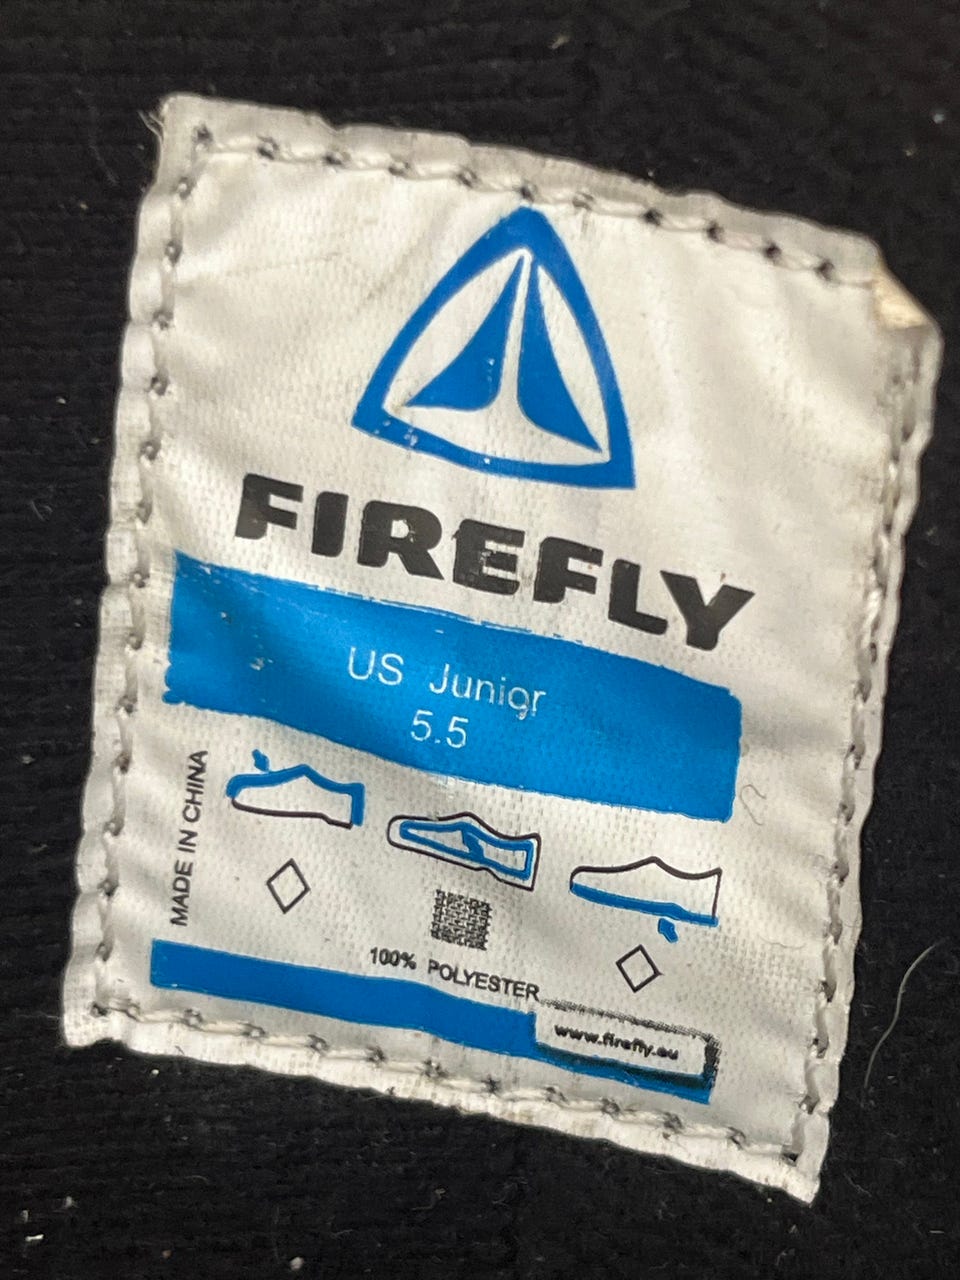 FIREFLY
US Junior
5.5
MADE IN CHINA
100% POLYESTER
www.firefly.eu